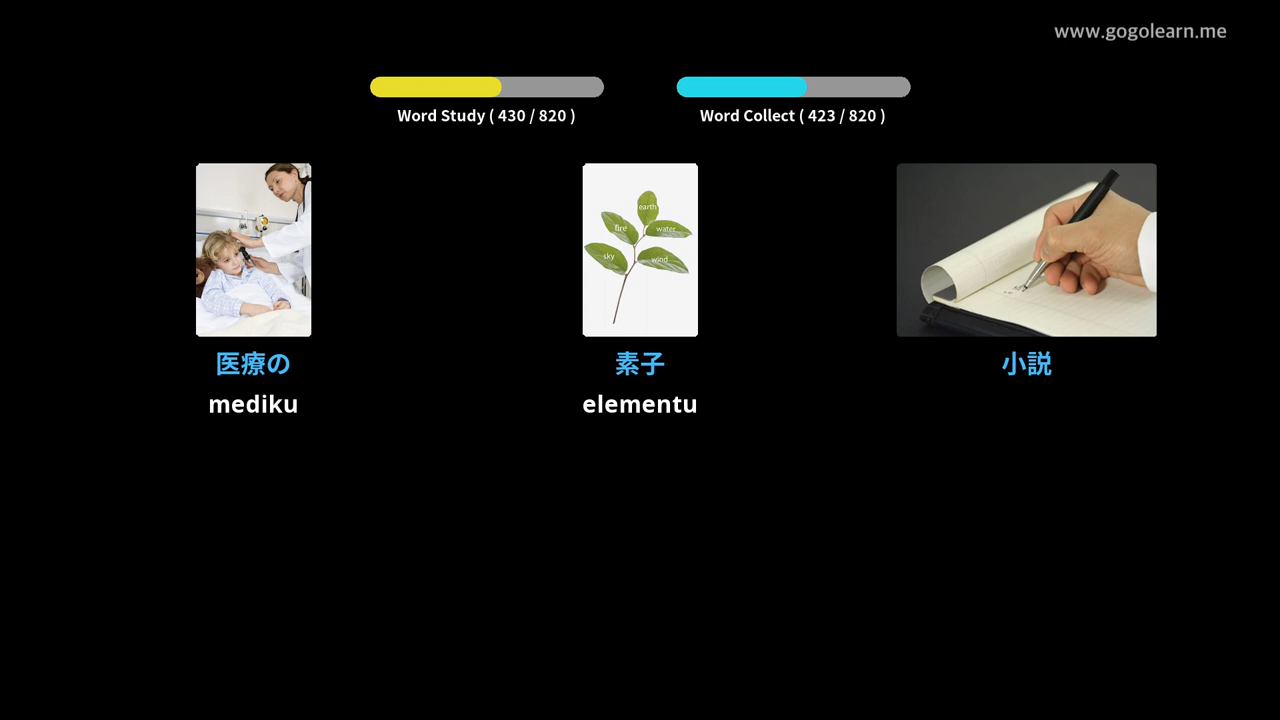 www.gogolearn.me
Word Study ( 430 / 820 )
Word Collect ( 423 / 820 )
earth
fire
water
sky
wind
医療の
素子
小説
mediku
elementu